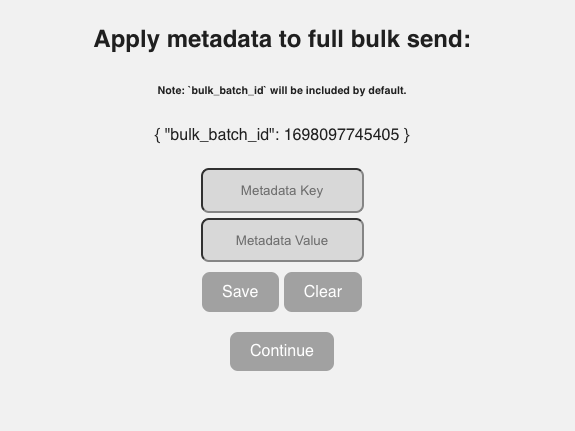 Apply metadata to full bulk send:
Note: `bulk_batch_id` will be included by default.
{ "bulk_batch_id": 1698097745405 }
Metadata Key
Metadata Value
Save Clear
Continue